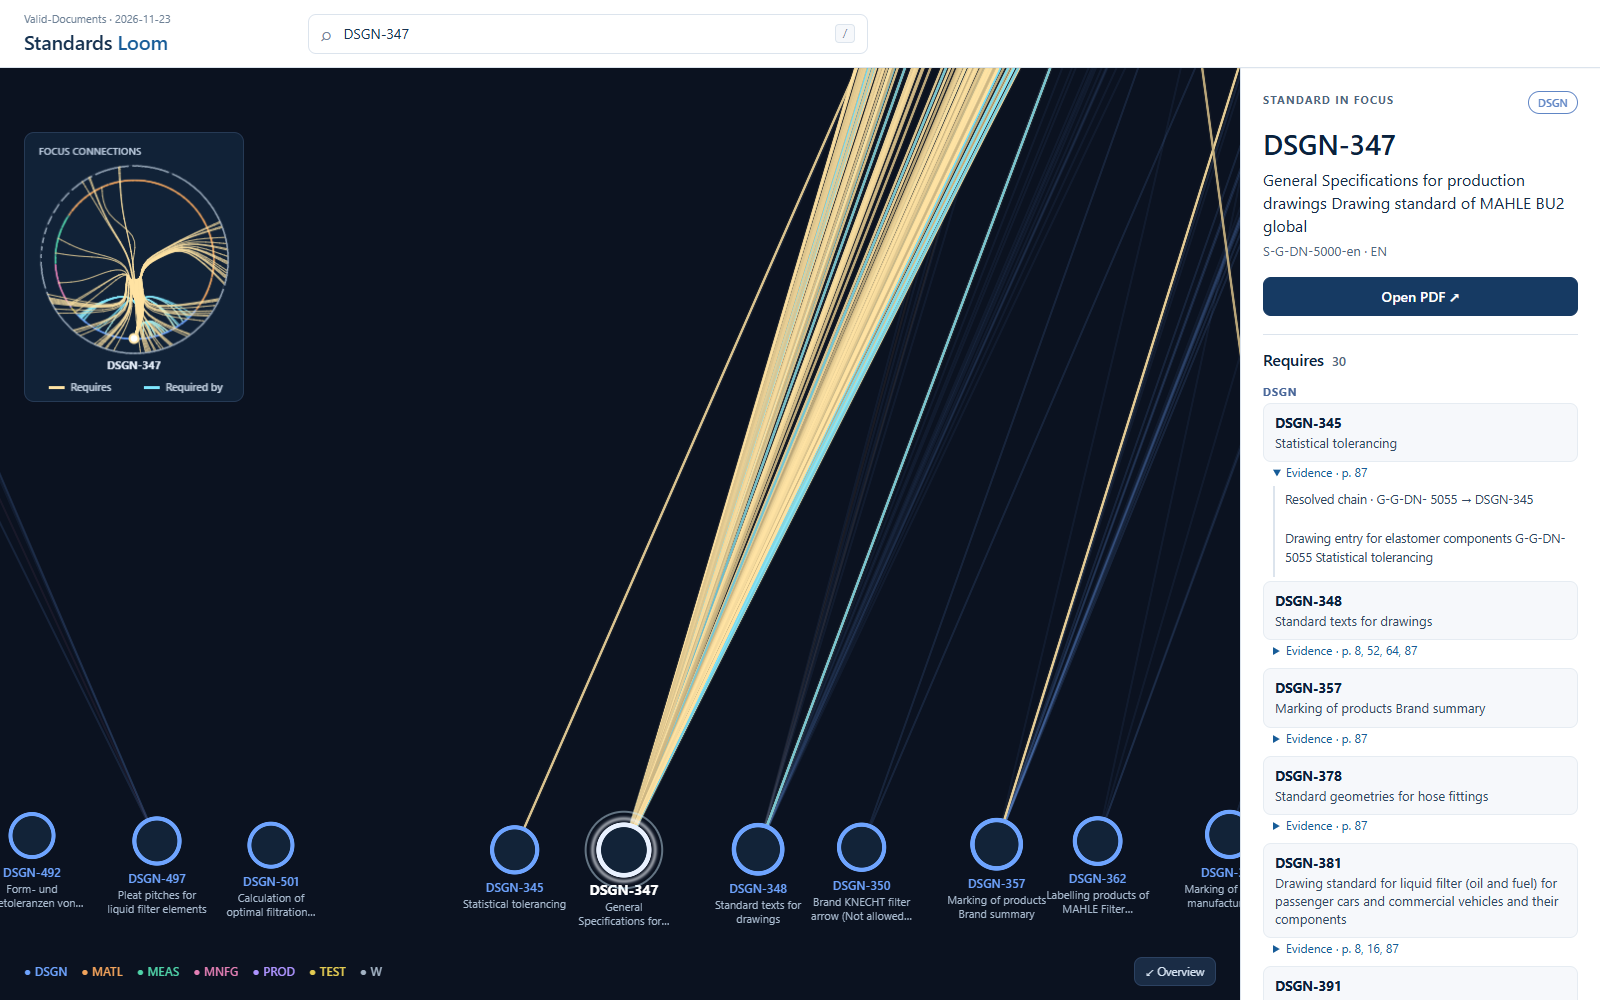 Valid-Documents · 2026-11-23
Standards Loom
DSGN-347
/
FOCUS CONNECTIONS
DSGN-347
Requires
Required by
DSGN-492
Form- und
etoleranzen von...
DSGN-497
Pleat pitches for
liquid filter elements
DSGN-501
Calculation of
optimal filtration...
DSGN-345
Statistical tolerancing
DSGN-347
General
Specifications for...
DSGN-348
Standard texts for
drawings
DSGN-350
Brand KNECHT filter
arrow (Not allowed...
DSGN-357
Marking of products
Brand summary
DSGN-362
Labelling products of
MAHLE Filter...
DSGN-
Marking of
manufactur
DSGN
MATL
MEAS
MNFG
PROD
TEST
W
↙ Overview
STANDARD IN FOCUS
DSGN
DSGN-347
General Specifications for production
drawings Drawing standard of MAHLE BU2
global
S-G-DN-5000-en · EN
Open PDF ↗
Requires 30
DSGN
DSGN-345
Statistical tolerancing
▼ Evidence · p. 87
Resolved chain · G-G-DN- 5055 → DSGN-345
Drawing entry for elastomer components G-G-DN-
5055 Statistical tolerancing
DSGN-348
Standard texts for drawings
▶ Evidence · p. 8, 52, 64, 87
DSGN-357
Marking of products Brand summary
▶ Evidence · p. 87
DSGN-378
Standard geometries for hose fittings
▶ Evidence · p. 87
DSGN-381
Drawing standard for liquid filter (oil and fuel) for
passenger cars and commercial vehicles and their
components
▶ Evidence · p. 8, 16, 87
DSGN-391